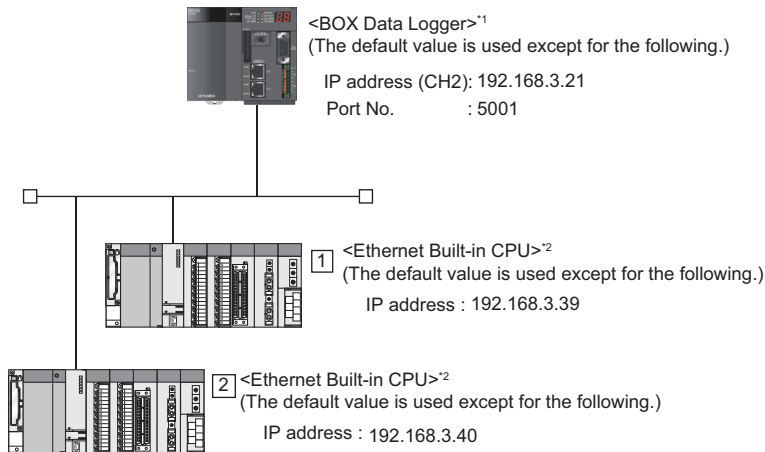 <BOX Data Logger>*1
(The default value is used except for the following.)
IP address (CH2): 192.168.3.21
Port No. : 5001
1 <Ethernet Built-in CPU>*2
(The default value is used except for the following.)
IP address : 192.168.3.39
2 <Ethernet Built-in CPU>*2
(The default value is used except for the following.)
IP address : 192.168.3.40